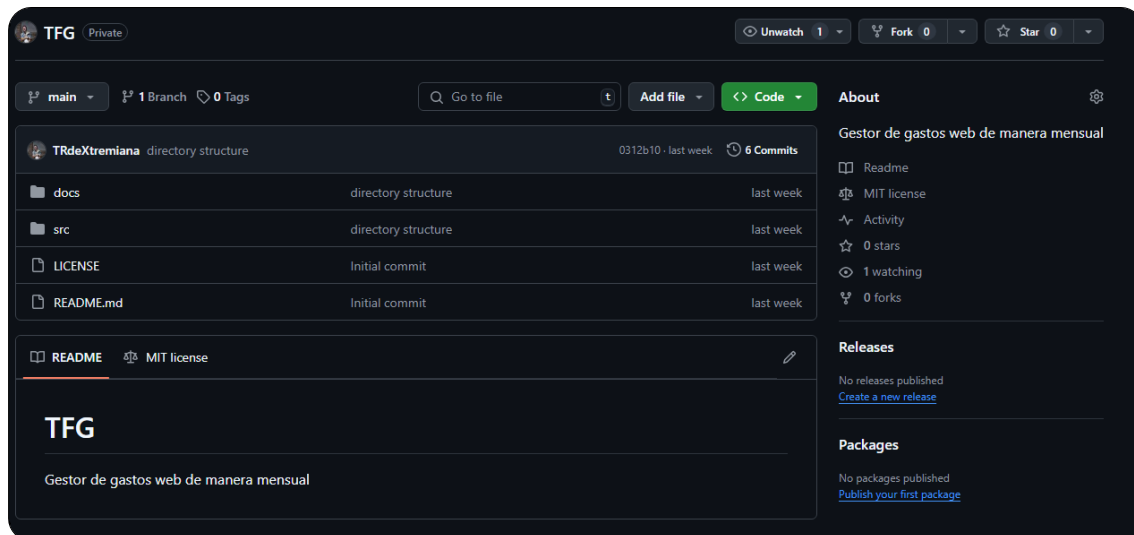 TFG Private
Unwatch 1
Fork 0
Star 0
main
1 Branch
0 Tags
Go to file t
Add file
<> Code
TRdeXtremiana directory structure 0312b10 · last week 6 Commits
docs directory structure last week
src directory structure last week
LICENSE Initial commit last week
README.md Initial commit last week
README
MIT license
TFG
Gestor de gastos web de manera mensual
About
Gestor de gastos web de manera mensual
Readme
MIT license
Activity
0 stars
1 watching
0 forks
Releases
No releases published
Create a new release
Packages
No packages published
Publish your first package